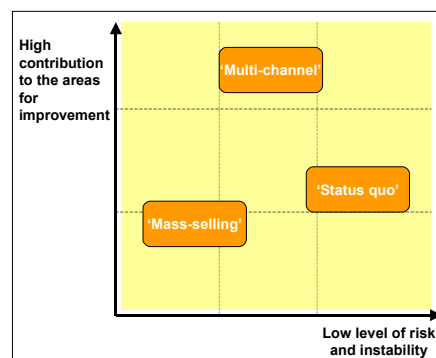 High
contribution
to the areas
for
improvement
‘Multi-channel’
‘Status quo’
‘Mass-selling’
Low level of risk
and instability